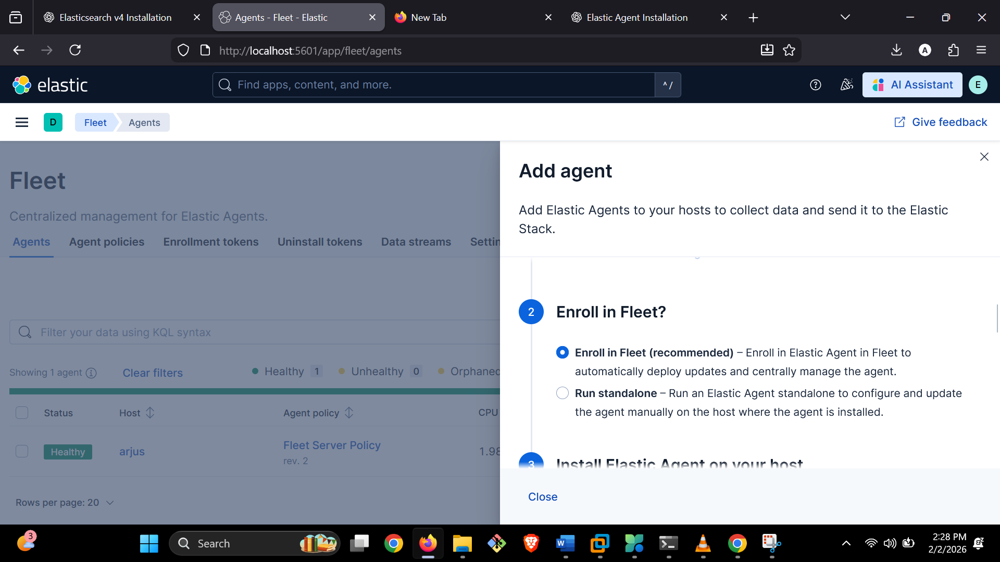 Elasticsearch v4 Installation
Agents - Fleet - Elastic
New Tab
Elastic Agent Installation
http://localhost:5601/app/fleet/agents
A
elastic
Find apps, content, and more.
^ /
AI Assistant
E
D
Fleet
Agents
Give feedback
Fleet
Centralized management for Elastic Agents.
Agents
Agent policies
Enrollment tokens
Uninstall tokens
Data streams
Settin
Filter your data using KQL syntax
Showing 1 agent
Clear filters
Healthy 1
Unhealthy 0
Orphaned
Status
Host
Agent policy
CPU
Healthy
arjus
Fleet Server Policy
rev. 2
1.98
Rows per page: 20
Add agent
Add Elastic Agents to your hosts to collect data and send it to the Elastic
Stack.
2
Enroll in Fleet?
Enroll in Fleet (recommended) – Enroll in Elastic Agent in Fleet to
automatically deploy updates and centrally manage the agent.
Run standalone – Run an Elastic Agent standalone to configure and update
the agent manually on the host where the agent is installed.
3
Install Elastic Agent on your host
Close
3
Search
2:28 PM
2/2/2026